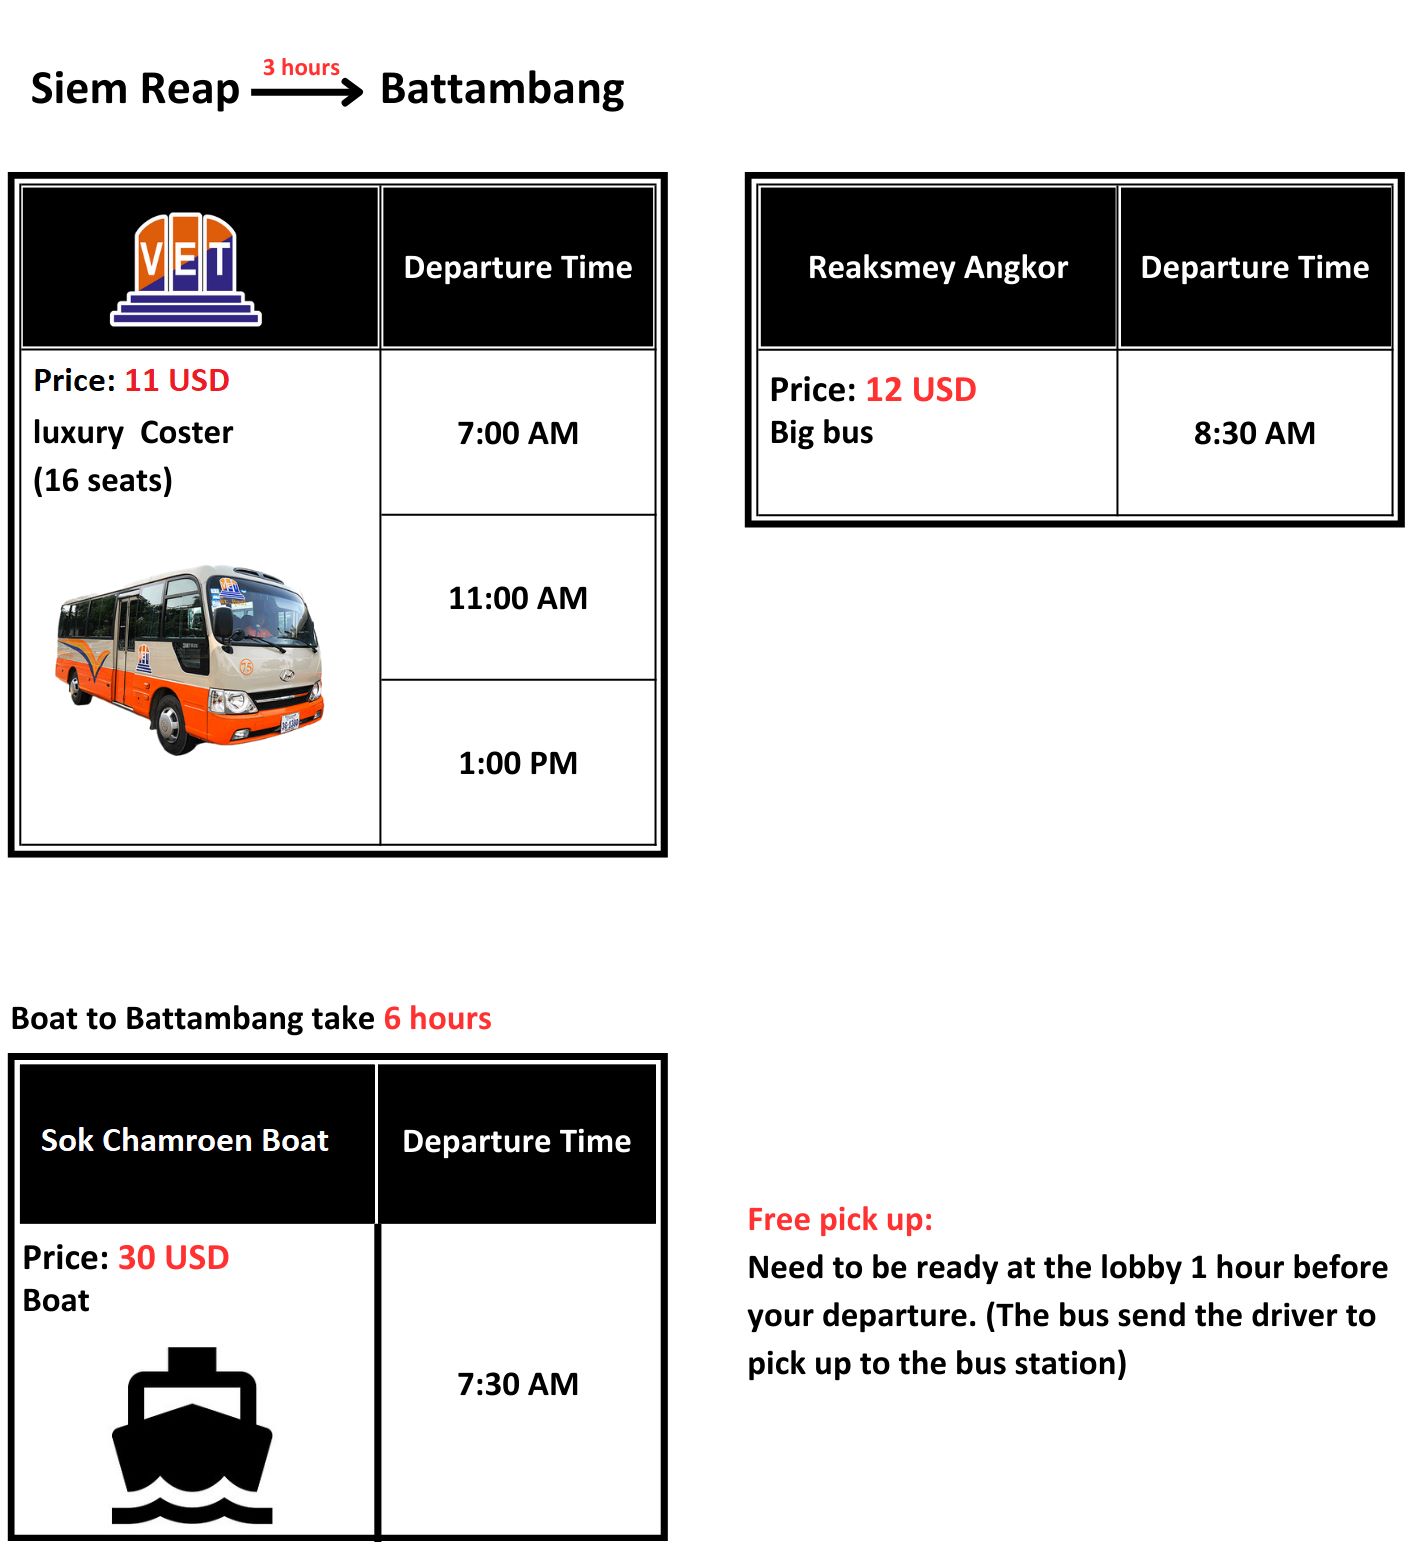 3 hours
Siem Reap Battambang
VET
Departure Time
Price: 11 USD
luxury Coster
(16 seats)
7:00 AM
11:00 AM
1:00 PM
VET
VET
75
Reaksmey Angkor
Departure Time
Price: 12 USD
Big bus
8:30 AM
Boat to Battambang take 6 hours
Sok Chamroen Boat
Departure Time
Price: 30 USD
Boat
7:30 AM
Free pick up:
Need to be ready at the lobby 1 hour before
your departure. (The bus send the driver to
pick up to the bus station)